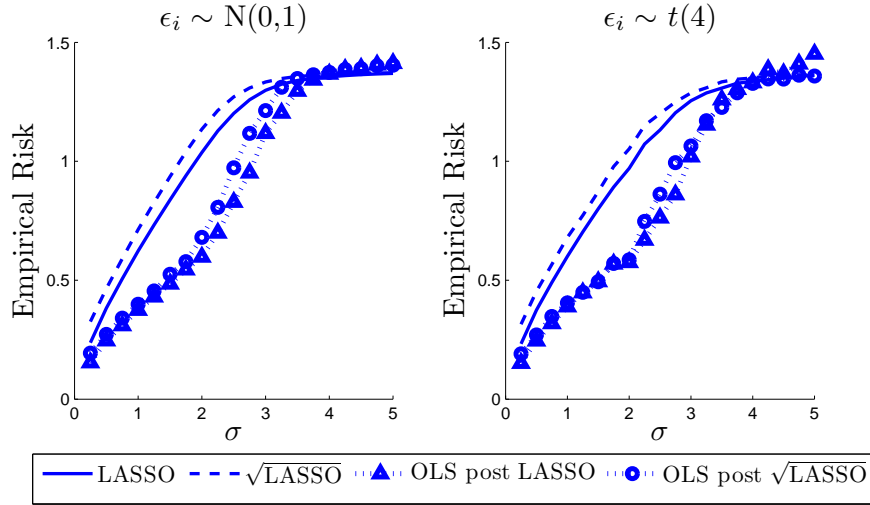 ϵᵢ ∼ N(0,1)
Empirical Risk
1.5
1
0.5
0
0 1 2 3 4 5
σ
ϵᵢ ∼ t(4)
Empirical Risk
1.5
1
0.5
0
0 1 2 3 4 5
σ
LASSO √LASSO OLS post LASSO OLS post √LASSO